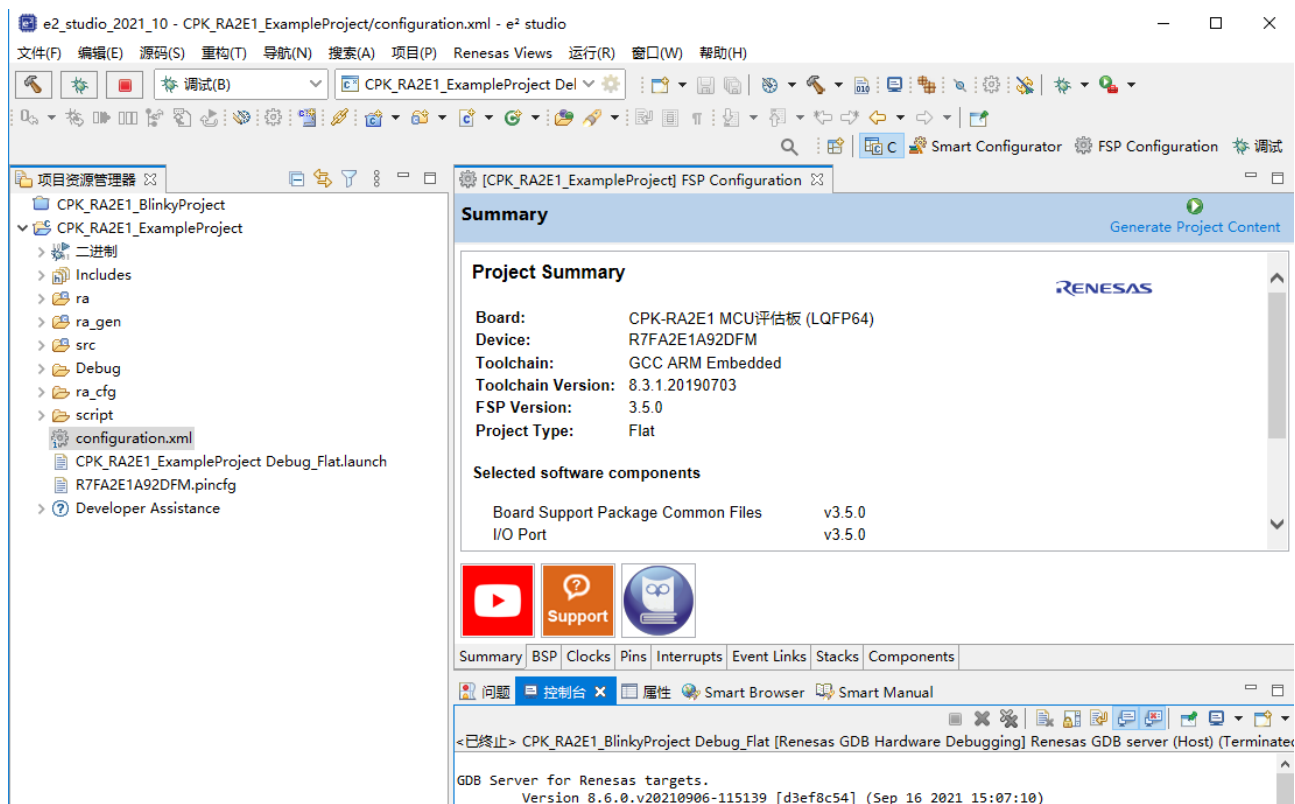 e2_studio_2021_10 - CPK_RA2E1_ExampleProject/configuration.xml - e² studio
文件(F) 编辑(E) 源码(S) 重构(T) 导航(N) 搜索(A) 项目(P) Renesas Views 运行(R) 窗口(W) 帮助(H)
调试(B) CPK_RA2E1_ExampleProject Del
C Smart Configurator FSP Configuration 调试
项目资源管理器
CPK_RA2E1_BlinkyProject
CPK_RA2E1_ExampleProject
二进制
Includes
ra
ra_gen
src
Debug
ra_cfg
script
configuration.xml
CPK_RA2E1_ExampleProject Debug_Flat.launch
R7FA2E1A92DFM.pincfg
Developer Assistance
[CPK_RA2E1_ExampleProject] FSP Configuration
Summary
Generate Project Content
Project Summary
RENESAS
Board: CPK-RA2E1 MCU评估板 (LQFP64)
Device: R7FA2E1A92DFM
Toolchain: GCC ARM Embedded
Toolchain Version: 8.3.1.20190703
FSP Version: 3.5.0
Project Type: Flat
Selected software components
Board Support Package Common Files v3.5.0
I/O Port v3.5.0
Support
Summary BSP Clocks Pins Interrupts Event Links Stacks Components
问题 控制台 属性 Smart Browser Smart Manual
<已终止> CPK_RA2E1_BlinkyProject Debug_Flat [Renesas GDB Hardware Debugging] Renesas GDB server (Host) (Terminated
GDB Server for Renesas targets.
Version 8.6.0.v20210906-115139 [d3ef8c54] (Sep 16 2021 15:07:10)